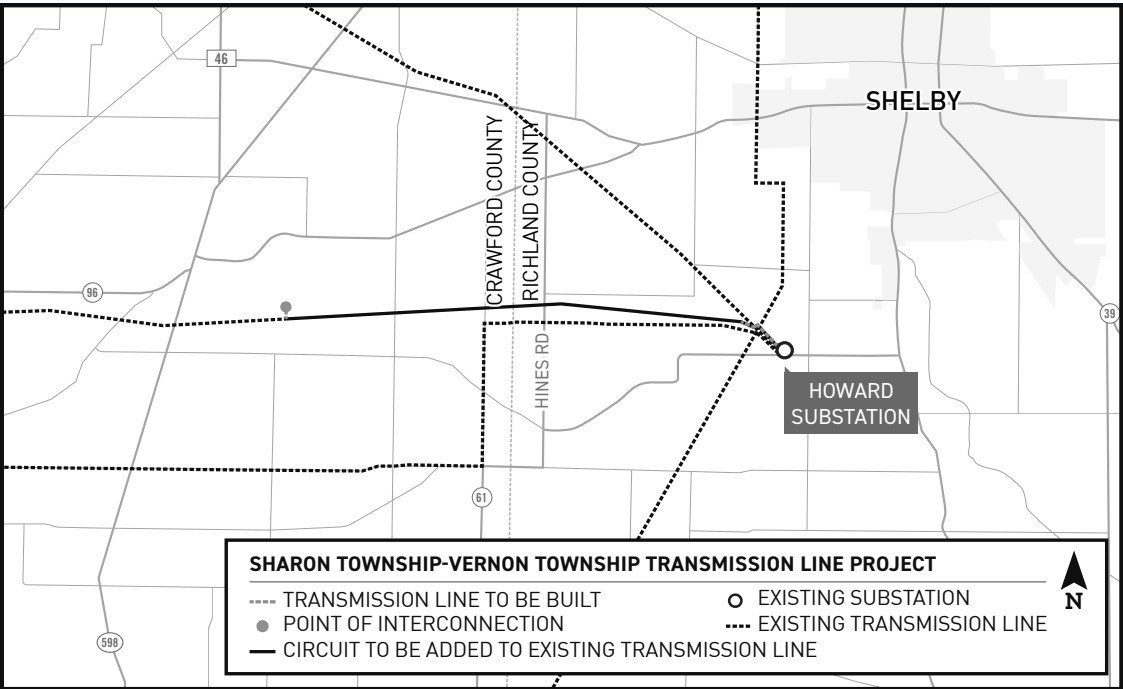 46
SHELBY
CRAWFORD COUNTY
RICHLAND COUNTY
96
39
HINES RD
HOWARD
SUBSTATION
61
598
SHARON TOWNSHIP-VERNON TOWNSHIP TRANSMISSION LINE PROJECT
TRANSMISSION LINE TO BE BUILT
POINT OF INTERCONNECTION
CIRCUIT TO BE ADDED TO EXISTING TRANSMISSION LINE
EXISTING SUBSTATION
EXISTING TRANSMISSION LINE
N